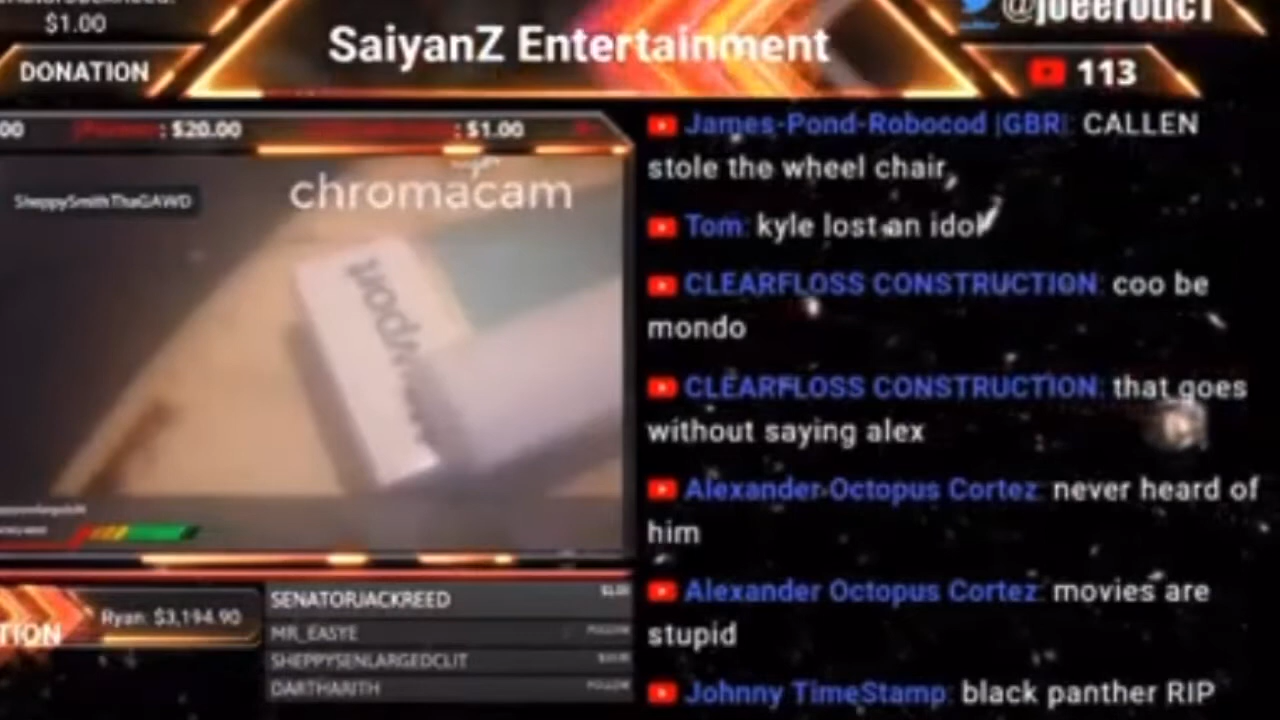 $1.00
DONATION
SaiyanZ Entertainment
@joeerotic1
113
00
: $20.00
: $1.00
SheppySmithThaGAWD
chromacam
James-Pond-Robocod |GBR|: CALLEN
stole the wheel chair
Tom: kyle lost an idol
CLEARFLOSS CONSTRUCTION: coo be
mondo
CLEARFLOSS CONSTRUCTION: that goes
without saying alex
Alexander Octopus Cortez: never heard of
him
Alexander Octopus Cortez: movies are
stupid
Johnny TimeStamp: black panther RIP
TION
Ryan: $3,194.90
SENATORJACKREED
MR_EASYE
SHEPPYSENLARGEDCLIT
DARTHARITH